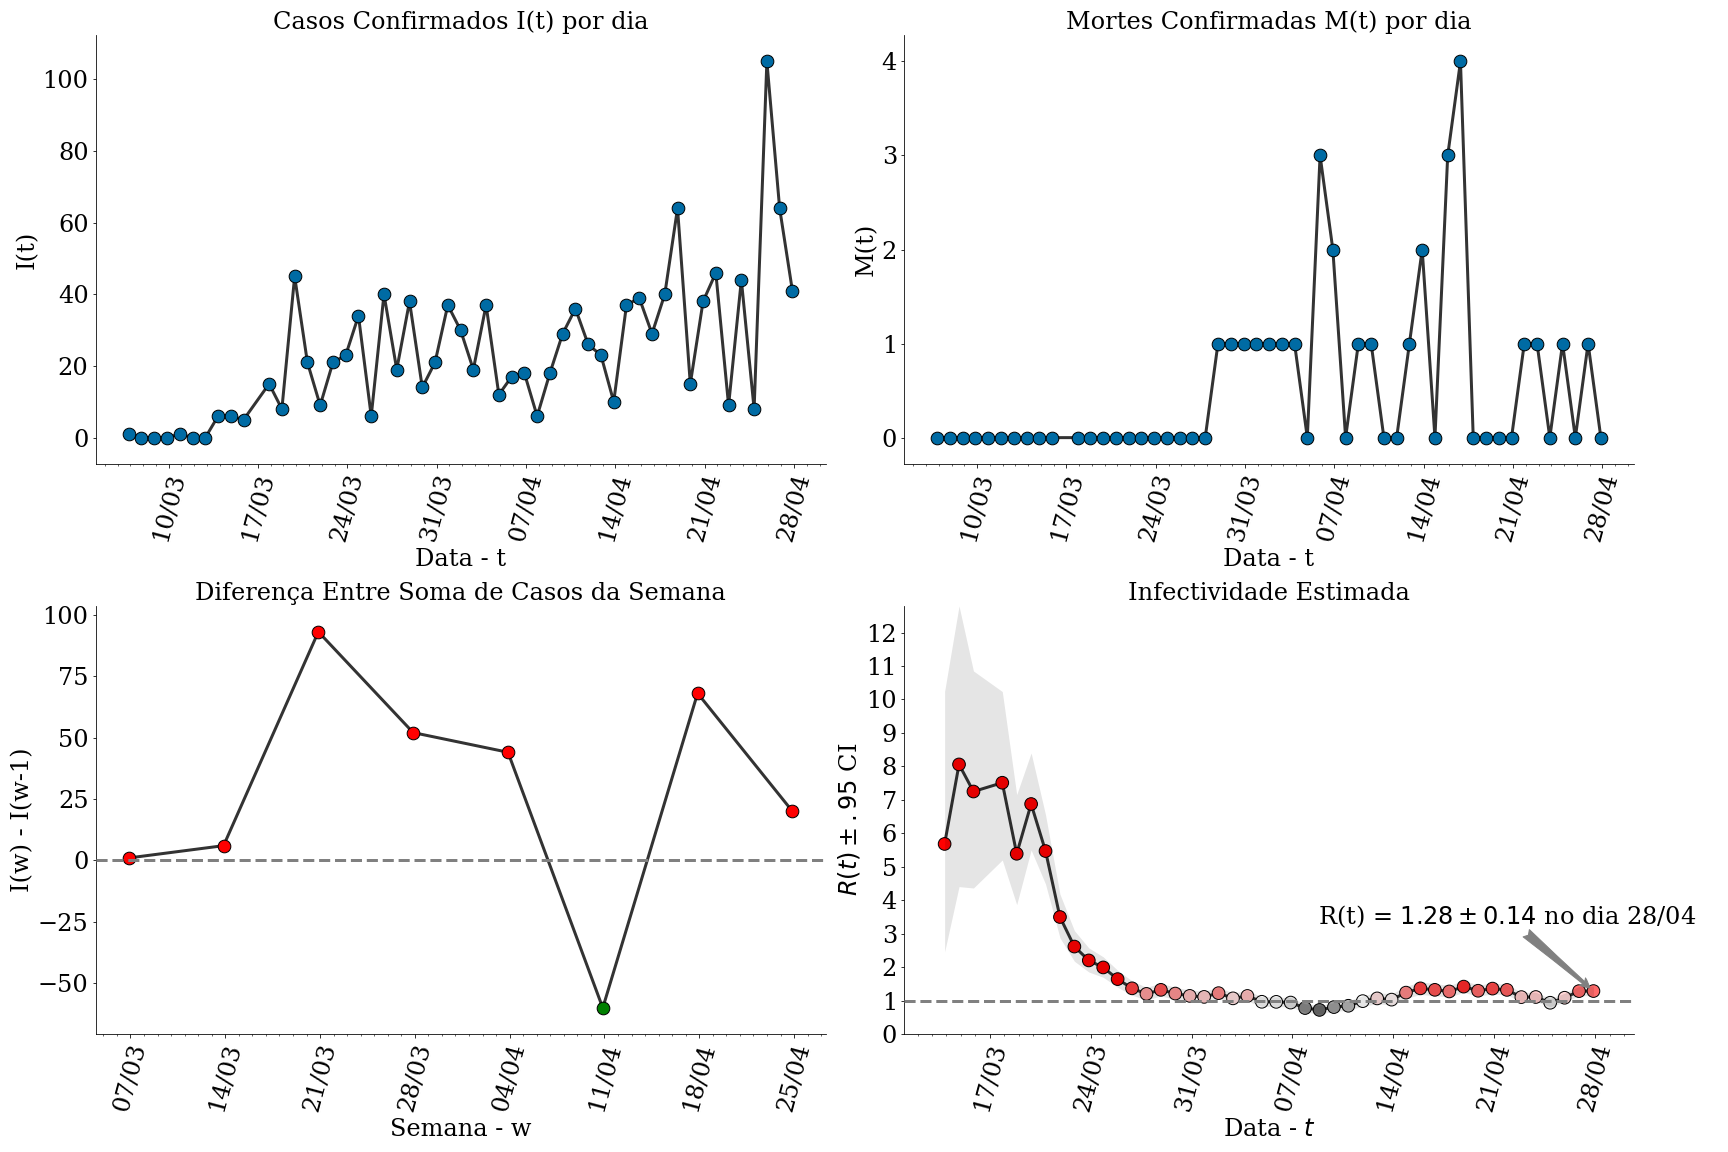 Casos Confirmados I(t) por dia
I(t)
100
80
60
40
20
0
10/03 17/03 24/03 31/03 07/04 14/04 21/04 28/04
Data - t
Mortes Confirmadas M(t) por dia
M(t)
4
3
2
1
0
10/03 17/03 24/03 31/03 07/04 14/04 21/04 28/04
Data - t
Diferença Entre Soma de Casos da Semana
I(w) - I(w-1)
100
75
50
25
0
−25
−50
07/03 14/03 21/03 28/03 04/04 11/04 18/04 25/04
Semana - w
Infectividade Estimada
R(t) ± .95 CI
12
11
10
9
8
7
6
5
4
3
2
1
0
R(t) = 1.28 ± 0.14 no dia 28/04
17/03 24/03 31/03 07/04 14/04 21/04 28/04
Data - t